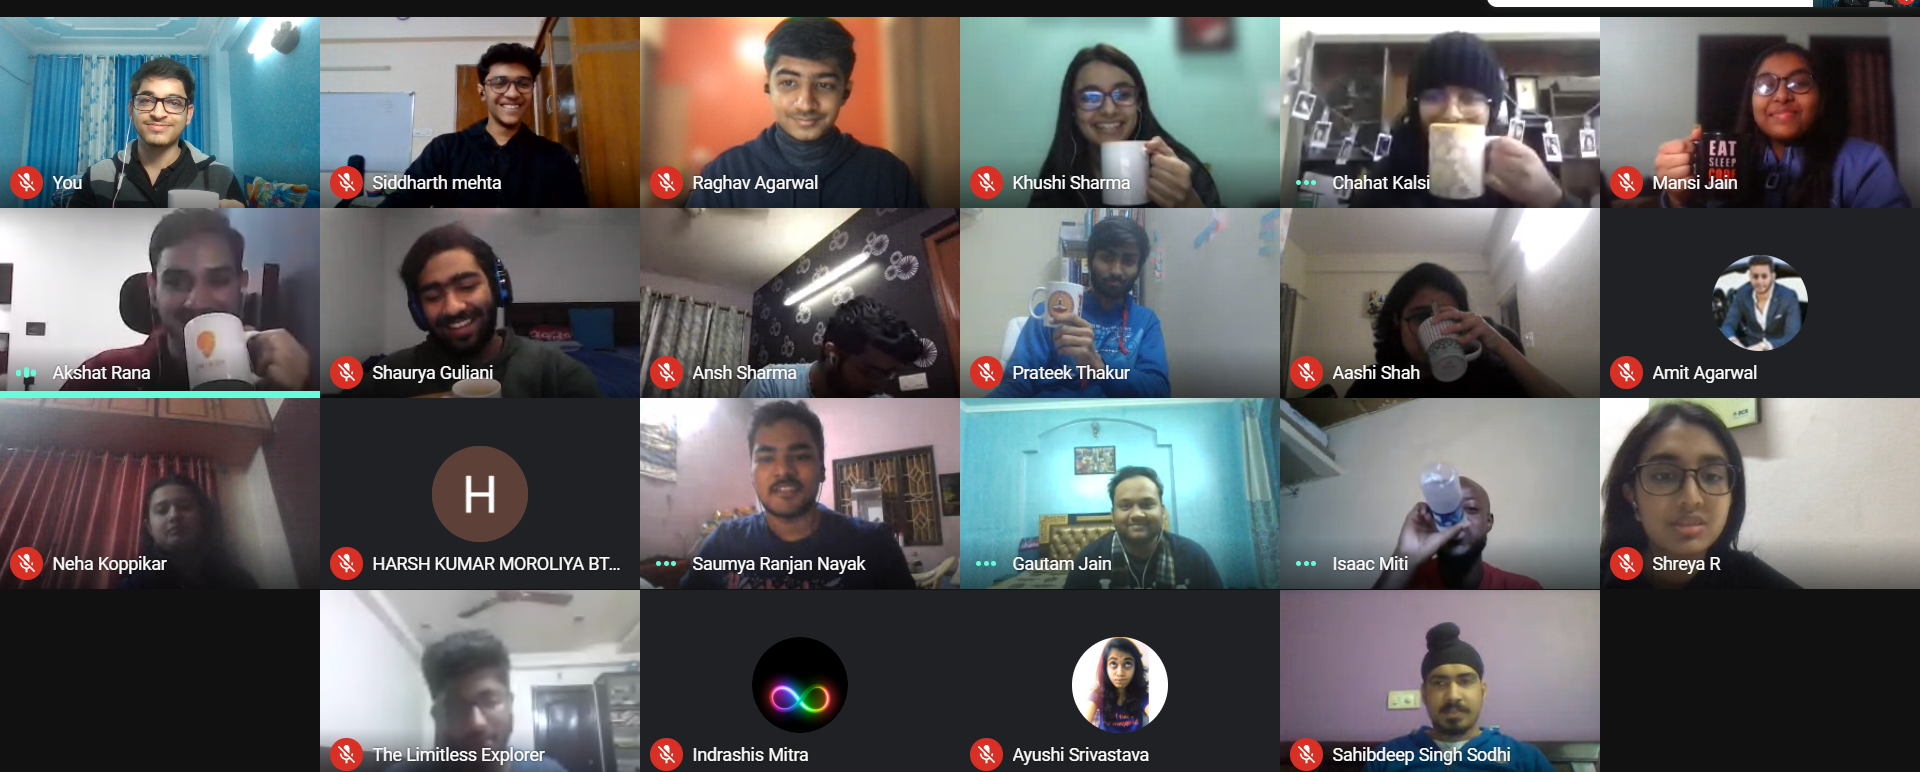 You
Siddharth mehta
Raghav Agarwal
Khushi Sharma
Chahat Kalsi
EAT
SLEEP
CODE
Mansi Jain
Akshat Rana
Shaurya Guliani
Ansh Sharma
Prateek Thakur
Aashi Shah
Amit Agarwal
Neha Koppikar
H
HARSH KUMAR MOROLIYA BT...
Saumya Ranjan Nayak
Gautam Jain
Isaac Miti
Shreya R
The Limitless Explorer
Indrashis Mitra
Ayushi Srivastava
Sahibdeep Singh Sodhi